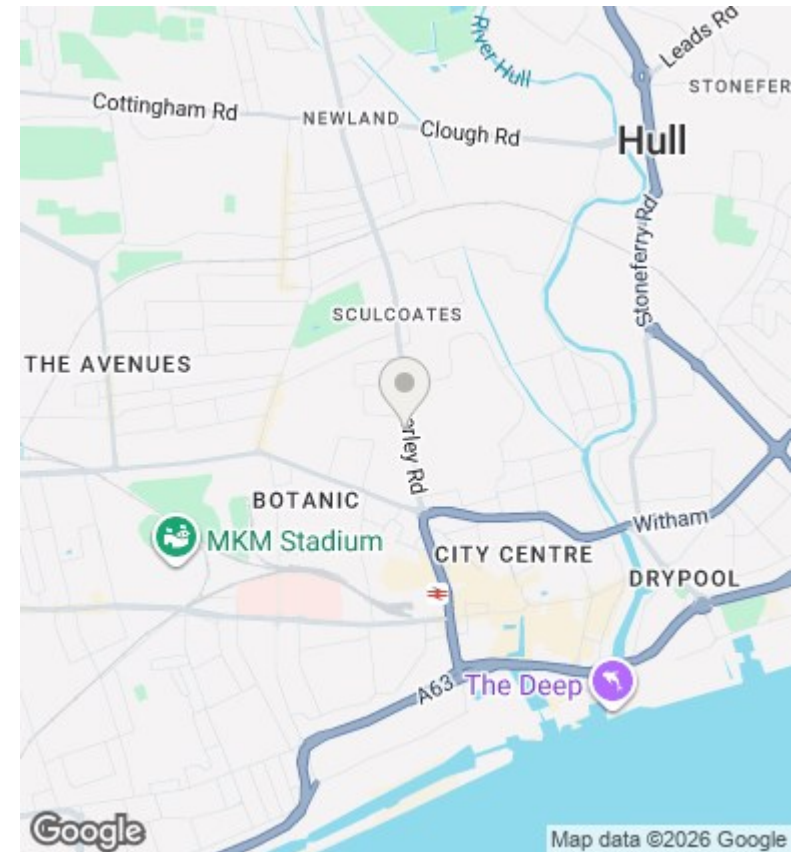 River Hull
Leads Rd
STONEFER
Cottingham Rd
NEWLAND
Clough Rd
Hull
Stoneferry Rd
SCULCOATES
THE AVENUES
erley Rd
BOTANIC
Witham
MKM Stadium
CITY CENTRE
DRYPOOL
A63
The Deep
Google
Map data ©2026 Google